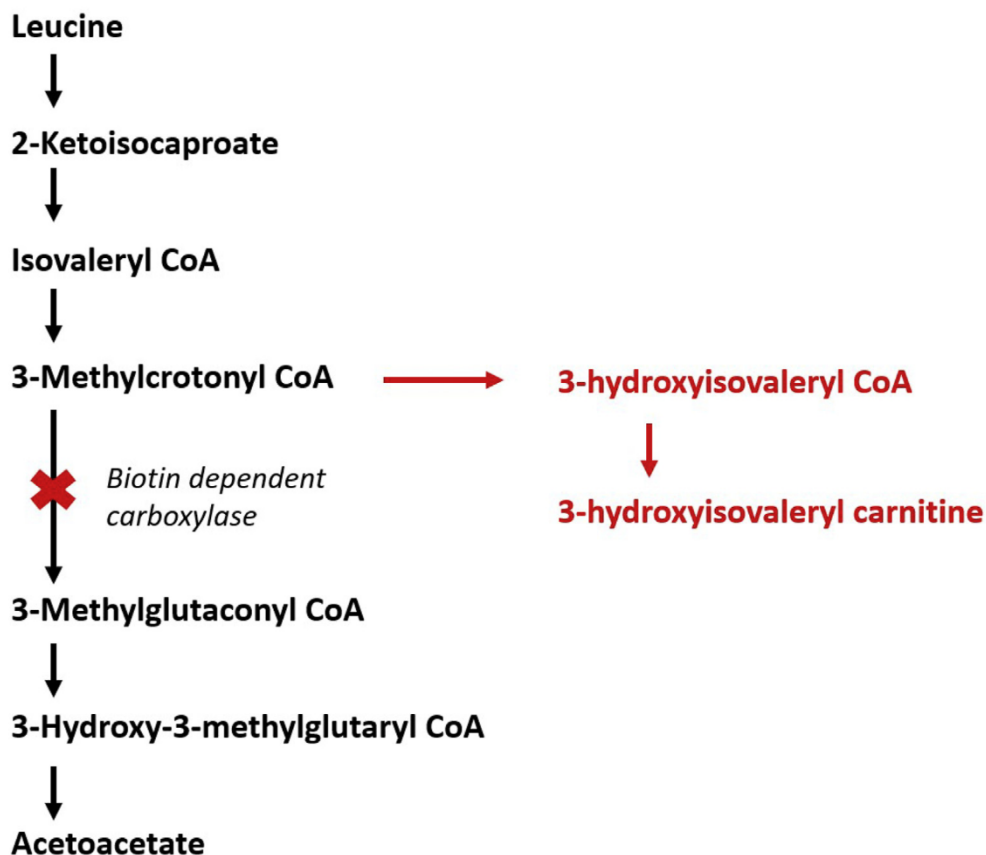 Leucine
2-Ketoisocaproate
Isovaleryl CoA
3-Methylcrotonyl CoA
3-hydroxyisovaleryl CoA
Biotin dependent
carboxylase
3-hydroxyisovaleryl carnitine
3-Methylglutaconyl CoA
3-Hydroxy-3-methylglutaryl CoA
Acetoacetate